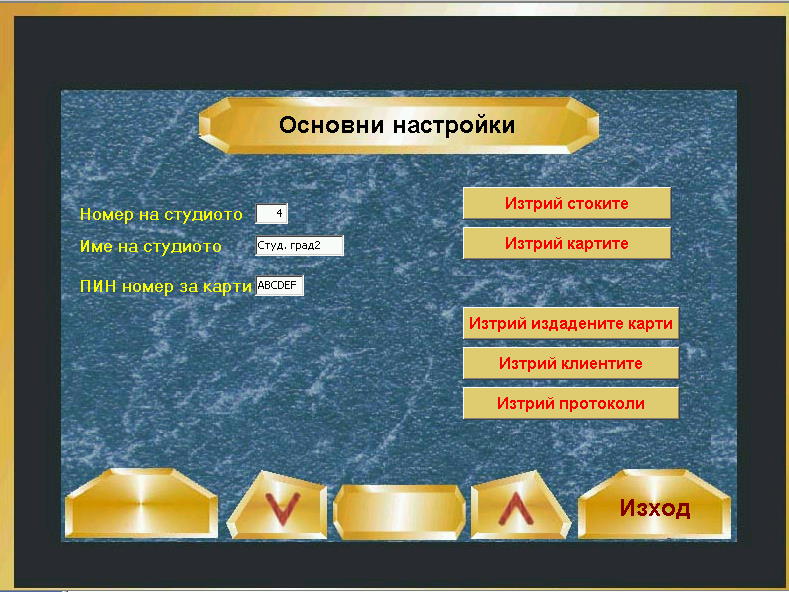 Основни настройки
Номер на студиото 4
Име на студиото Студ. град2
ПИН номер за карти ABCDEF
Изтрий стоките
Изтрий картите
Изтрий издадените карти
Изтрий клиентите
Изтрий протоколи
Изход